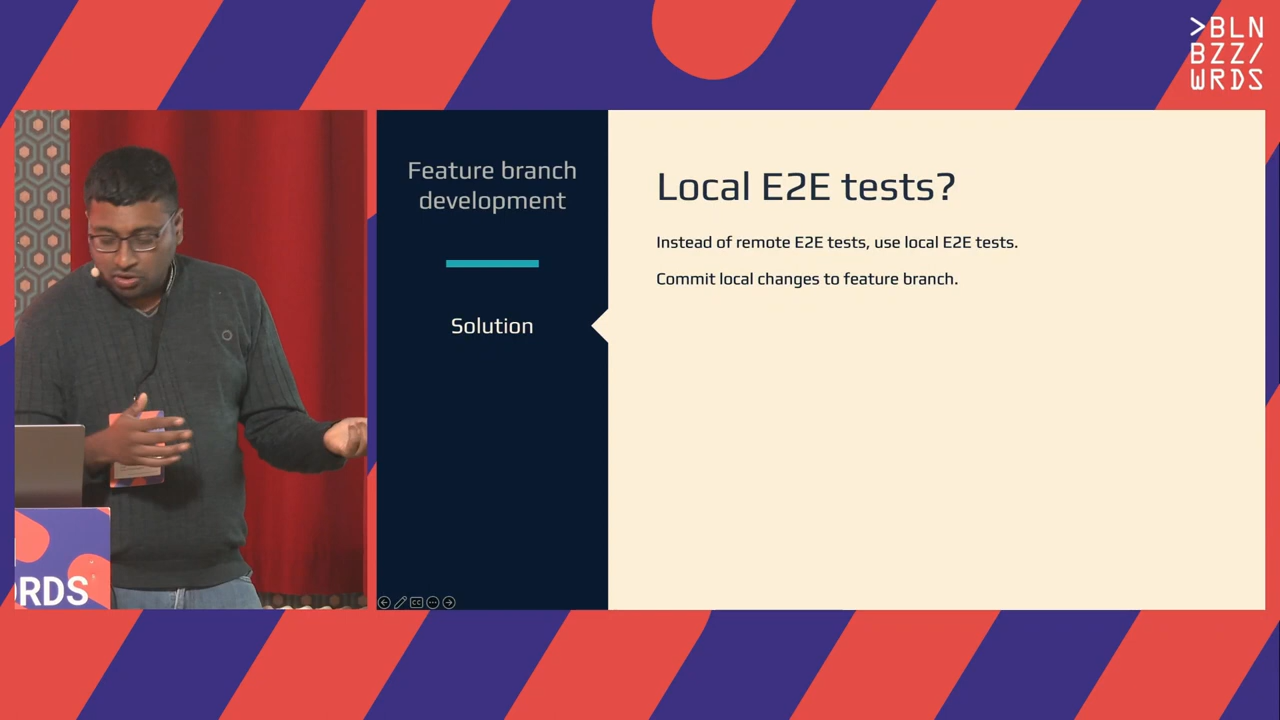 >BLN
BZZ/
WRDS
Feature branch
development
Solution
Local E2E tests?
Instead of remote E2E tests, use local E2E tests.
Commit local changes to feature branch.
RDS
CC